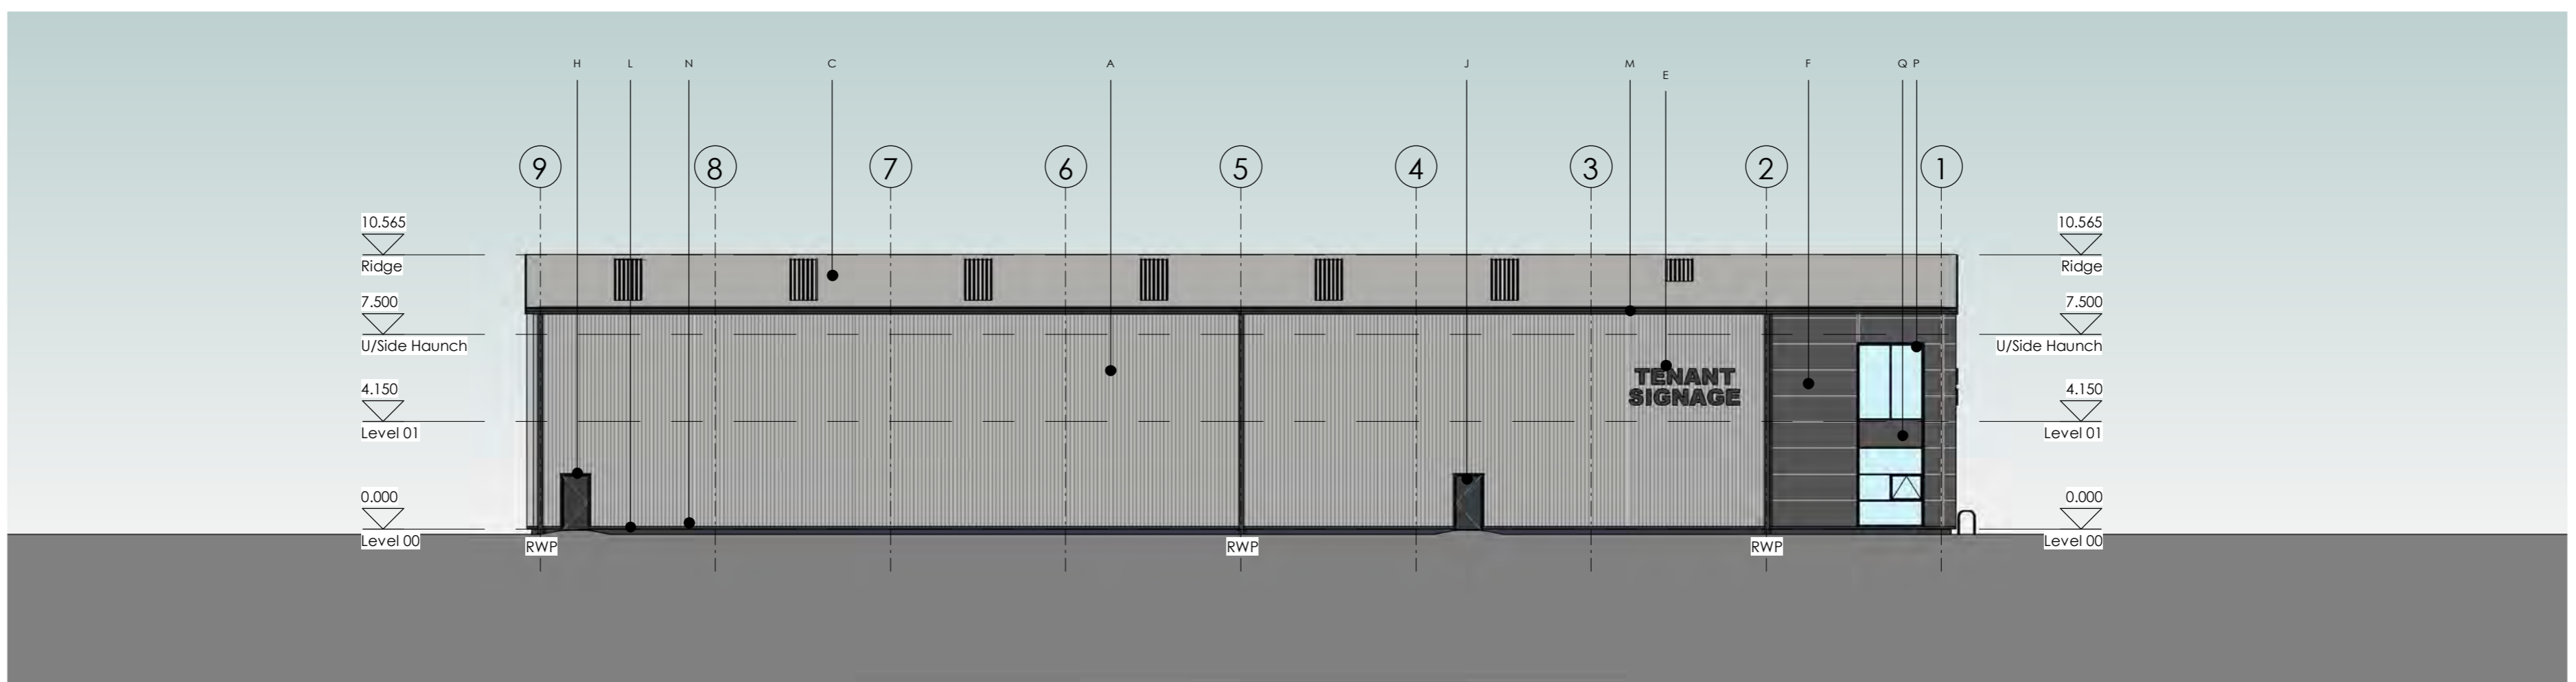 H L N C A J M E F Q P
9 8 7 6 5 4 3 2 1
10.565
Ridge
7.500
U/Side Haunch
4.150
Level 01
0.000
Level 00
TENANT
SIGNAGE
RWP RWP RWP
10.565
Ridge
7.500
U/Side Haunch
4.150
Level 01
0.000
Level 00